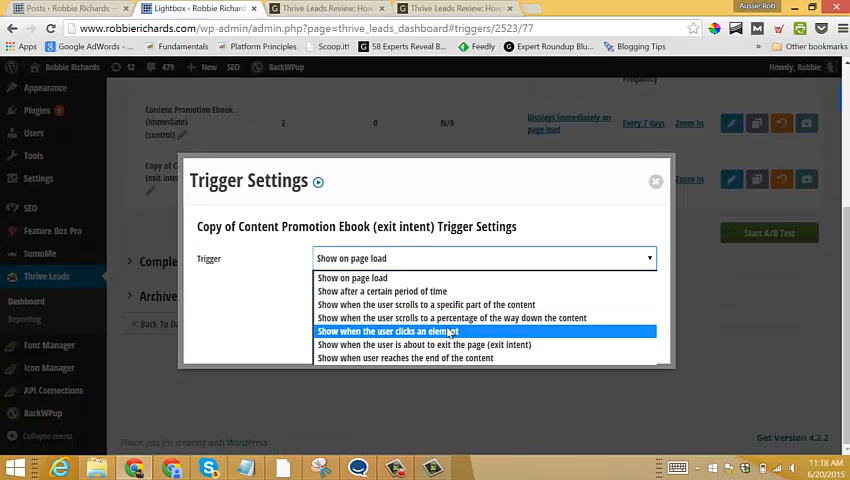 Aussie Rob
Posts ‹ Robbie Richards —
Lightbox ‹ Robbie Richards
Thrive Leads Review: How
Thrive Leads Review: How
www.robbierichards.com/wp-admin/admin.php?page=thrive_leads_dashboard#triggers/2523/77
Apps
Google AdWords -...
Fundamentals
Platform Principles
Scoop.it!
58 Experts Reveal B...
Expert Roundup Blu...
Blogging Tips
Robbie Richards
12
479
New
SEO
BackWPup
Howdy, Robbie
Appearance
Plugins
Users
Tools
Settings
SEO
Feature Box Pro
SumoMe
Thrive Leads
Dashboard
Reporting
Font Manager
Icon Manager
API Connections
BackWPup
Collapse menu
Frequency
Content Promotion Ebook
(immediate)
(control)
2
0
N/A
Displays immediately on
page load
Every 7 days
Zoom In
Copy of C
(exit inten
Zoom In
Start A/B Test
Comple
Archive
Back To Da
Trigger Settings
Copy of Content Promotion Ebook (exit intent) Trigger Settings
Trigger
Show on page load
Show on page load
Show after a certain period of time
Show when the user scrolls to a specific part of the content
Show when the user scrolls to a percentage of the way down the content
Show when the user clicks an element
Show when the user is about to exit the page (exit intent)
Show when user reaches the end of the content
Thank you for creating with WordPress.
Get Version 4.2.2
11:18 AM
6/20/2015